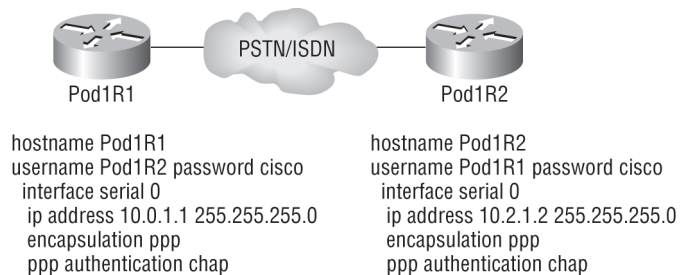 PSTN/ISDN
Pod1R1
Pod1R2
hostname Pod1R1
username Pod1R2 password cisco
interface serial 0
ip address 10.0.1.1 255.255.255.0
encapsulation ppp
ppp authentication chap
hostname Pod1R2
username Pod1R1 password cisco
interface serial 0
ip address 10.2.1.2 255.255.255.0
encapsulation ppp
ppp authentication chap